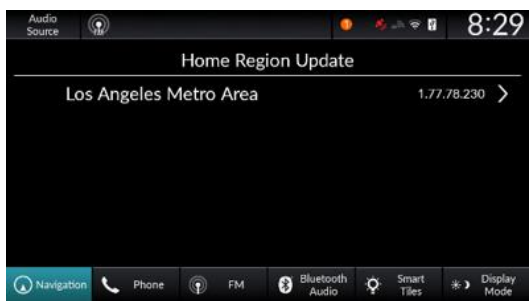 Audio
Source
8:29
Home Region Update
Los Angeles Metro Area
1.77.78.230
Navigation
Phone
FM
Bluetooth
Audio
Smart
Tiles
Display
Mode